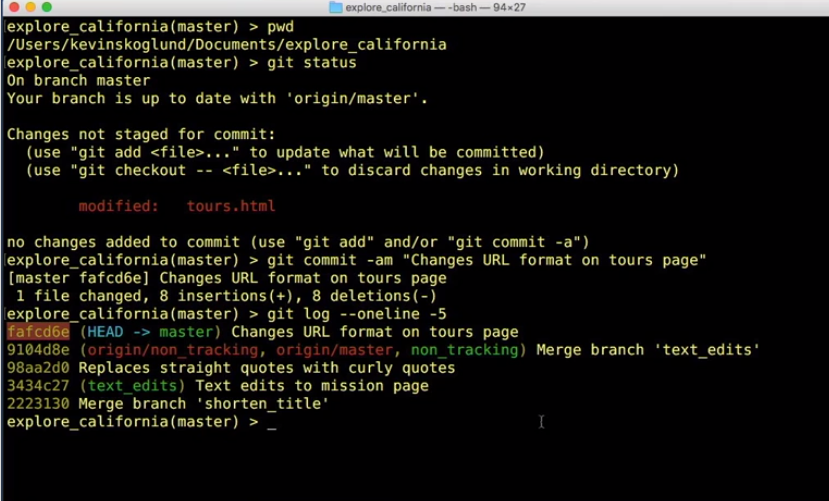 explore_california — -bash — 94×27
explore_california(master) > pwd
/Users/kevinskoglund/Documents/explore_california
explore_california(master) > git status
On branch master
Your branch is up to date with 'origin/master'.
Changes not staged for commit:
(use "git add <file>..." to update what will be committed)
(use "git checkout -- <file>..." to discard changes in working directory)
modified: tours.html
no changes added to commit (use "git add" and/or "git commit -a")
explore_california(master) > git commit -am "Changes URL format on tours page"
[master fafcd6e] Changes URL format on tours page
1 file changed, 8 insertions(+), 8 deletions(-)
explore_california(master) > git log --oneline -5
fafcd6e (HEAD -> master) Changes URL format on tours page
9104d8e (origin/non_tracking, origin/master, non_tracking) Merge branch 'text_edits'
98aa2d0 Replaces straight quotes with curly quotes
3434c27 (text_edits) Text edits to mission page
2223130 Merge branch 'shorten_title'
explore_california(master) > _